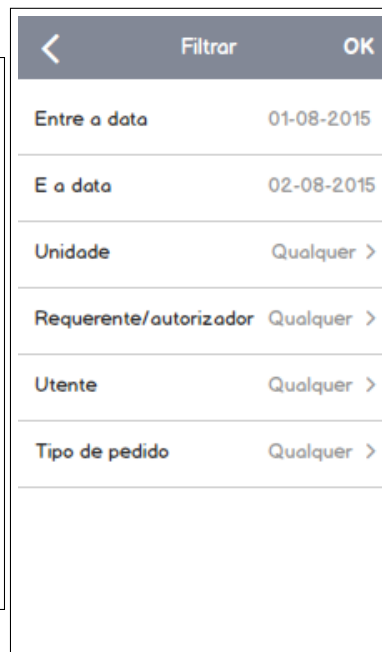 Filtrar OK
Entre a data 01-08-2015
E a data 02-08-2015
Unidade Qualquer >
Requerente/autorizador Qualquer >
Utente Qualquer >
Tipo de pedido Qualquer >